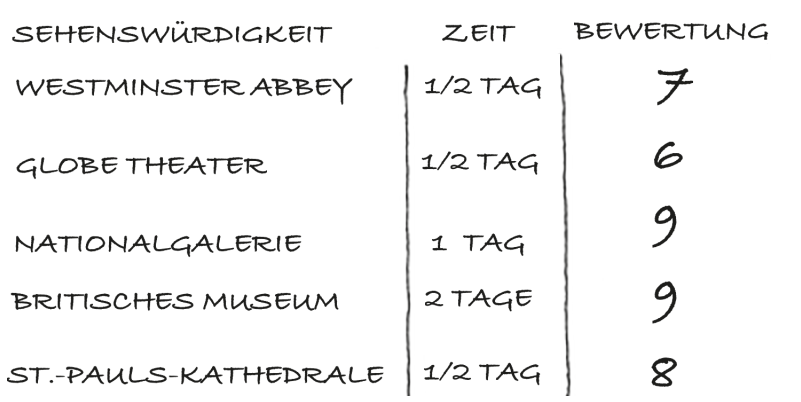 SEHENSWÜRDIGKEIT ZEIT BEWERTUNG
WESTMINSTER ABBEY 1/2 TAG 7
GLOBE THEATER 1/2 TAG 6
NATIONALGALERIE 1 TAG 9
BRITISCHES MUSEUM 2 TAGE 9
ST.-PAULS-KATHEDRALE 1/2 TAG 8